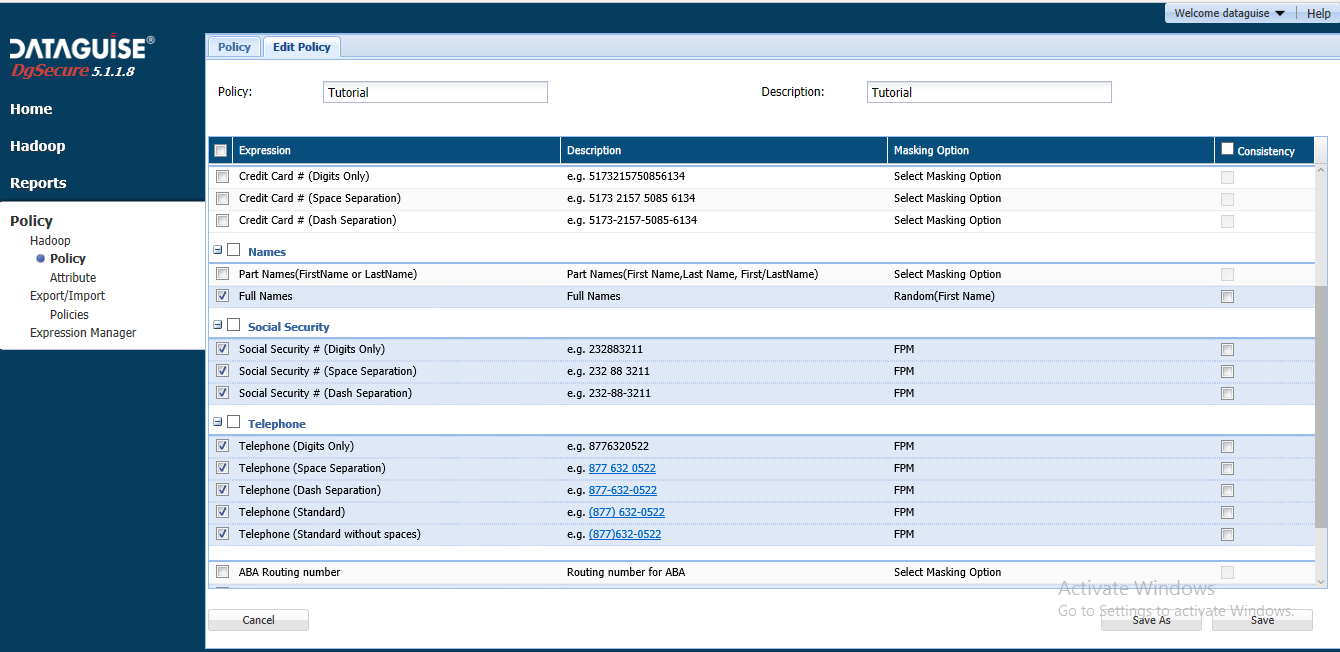 Welcome dataguise Help
DATAGUISE®
DgSecure 5.1.1.8
Home
Hadoop
Reports
Policy
Hadoop
Policy
Attribute
Export/Import
Policies
Expression Manager
Policy Edit Policy
Policy: Tutorial Description: Tutorial
Expression Description Masking Option Consistency
Credit Card # (Digits Only) e.g. 5173215750856134 Select Masking Option
Credit Card # (Space Separation) e.g. 5173 2157 5085 6134 Select Masking Option
Credit Card # (Dash Separation) e.g. 5173-2157-5085-6134 Select Masking Option
Names
Part Names(FirstName or LastName) Part Names(First Name,Last Name, First/LastName) Select Masking Option
Full Names Full Names Random(First Name)
Social Security
Social Security # (Digits Only) e.g. 232883211 FPM
Social Security # (Space Separation) e.g. 232 88 3211 FPM
Social Security # (Dash Separation) e.g. 232-88-3211 FPM
Telephone
Telephone (Digits Only) e.g. 8776320522 FPM
Telephone (Space Separation) e.g. 877 632 0522 FPM
Telephone (Dash Separation) e.g. 877-632-0522 FPM
Telephone (Standard) e.g. (877) 632-0522 FPM
Telephone (Standard without spaces) e.g. (877)632-0522 FPM
ABA Routing number Routing number for ABA Select Masking Option
Activate Windows
Go to Settings to activate Windows.
Cancel Save As Save